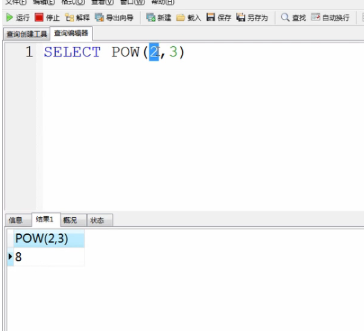 文件(F) 编辑(E) 格式(O) 查看(V) 窗口(W) 帮助(H)
运行 停止 解释 导出向导 新建 载入 保存 另存为 查找 自动换行
查询创建工具 查询编辑器
1 SELECT POW(2,3)
信息 结果1 概况 状态
POW(2,3)
8